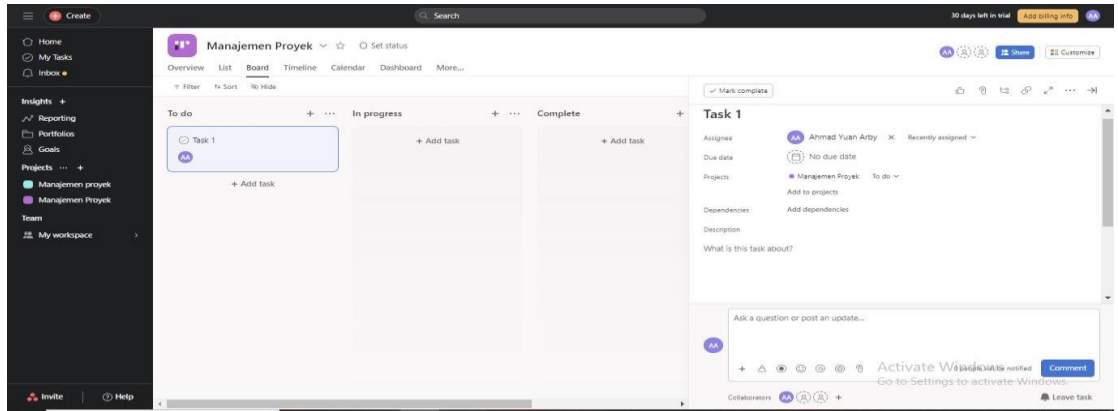 Create
Search
30 days left in trial
Add billing info
AA
Home
My Tasks
Inbox
Insights +
Reporting
Portfolios
Goals
Projects ... +
Manajemen proyek
Manajemen Proyek
Team
My workspace
Invite
Help
Manajemen Proyek
Set status
Overview List Board Timeline Calendar Dashboard More...
AA
Share
Customize
Filter Sort Hide
To do + ...
Task 1
AA
+ Add task
In progress + ...
+ Add task
Complete +
+ Add task
Mark complete
Task 1
Assignee AA Ahmad Yuan Arby × Recently assigned
Due date No due date
Projects Manajemen Proyek To do
Add to projects
Dependencies Add dependencies
Description
What is this task about?
Ask a question or post an update...
AA
notified
Comment
Activate Windows
Go to Settings to activate Windows.
Collaborators AA +
Leave task